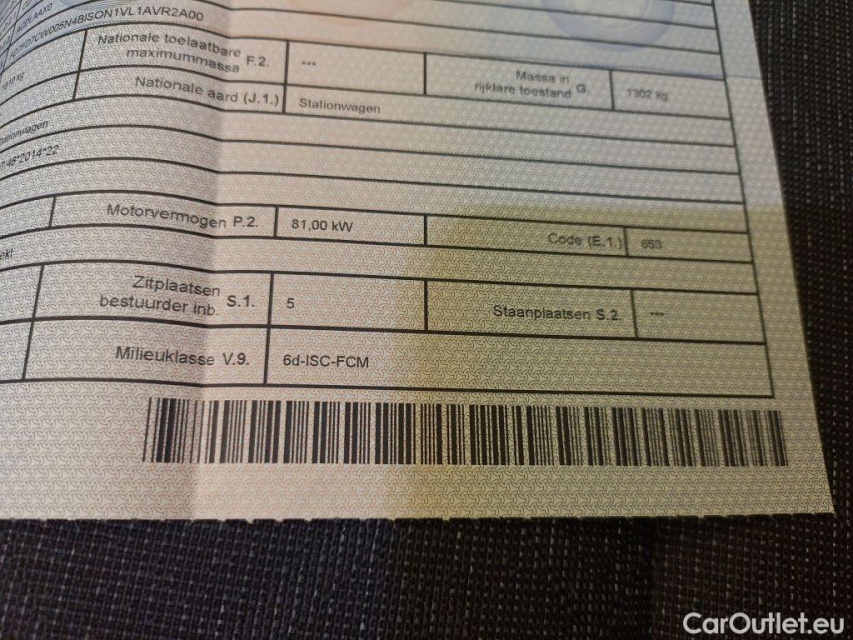 Nationale toelaatbare maximummassa F.2. --- Massa in rijklare toestand G. 1302 kg
Nationale aard (J.1.) Stationwagen
Motorvermogen P.2. 81,00 kW Code (E.1.) 653
Zitplaatsen bestuurder inb. S.1. 5 Staanplaatsen S.2. ---
Milieuklasse V.9. 6d-ISC-FCM
CarOutlet.eu